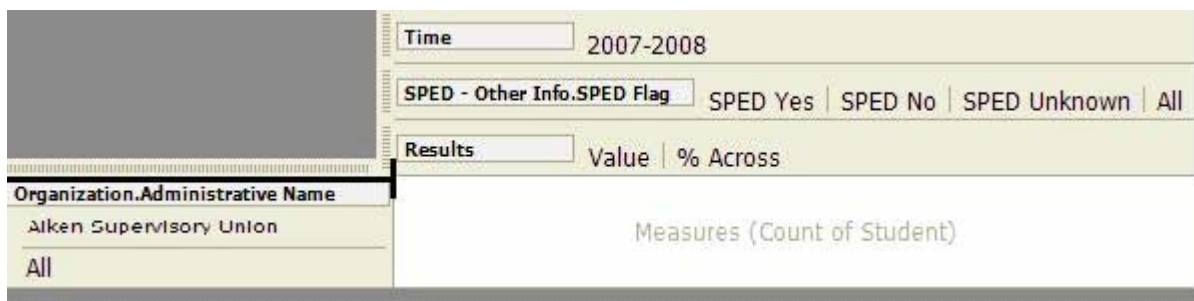 Time 2007-2008
SPED - Other Info.SPED Flag SPED Yes SPED No SPED Unknown All
Results Value % Across
Organization.Administrative Name
Aiken Supervisory Union
Measures (Count of Student)
All